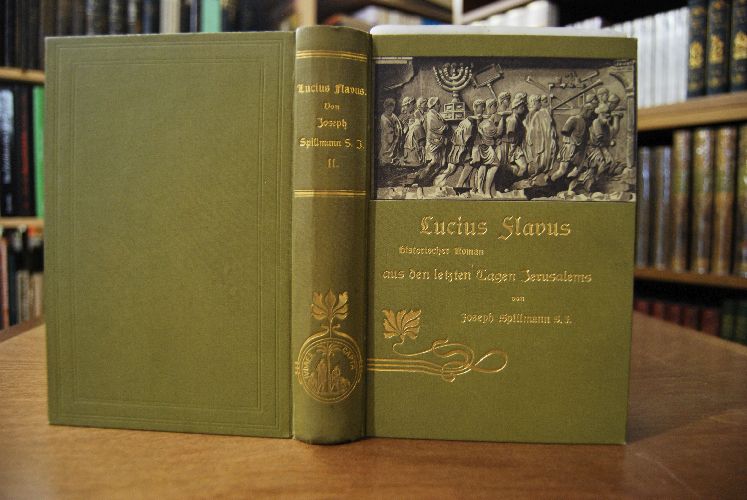 Lucius Flavus.
Von
Joseph
Spillmann S. J.
II.
Lucius Flavus
Historischer Roman
aus den letzten Tagen Jerusalems
von
Joseph Spillmann S. J.